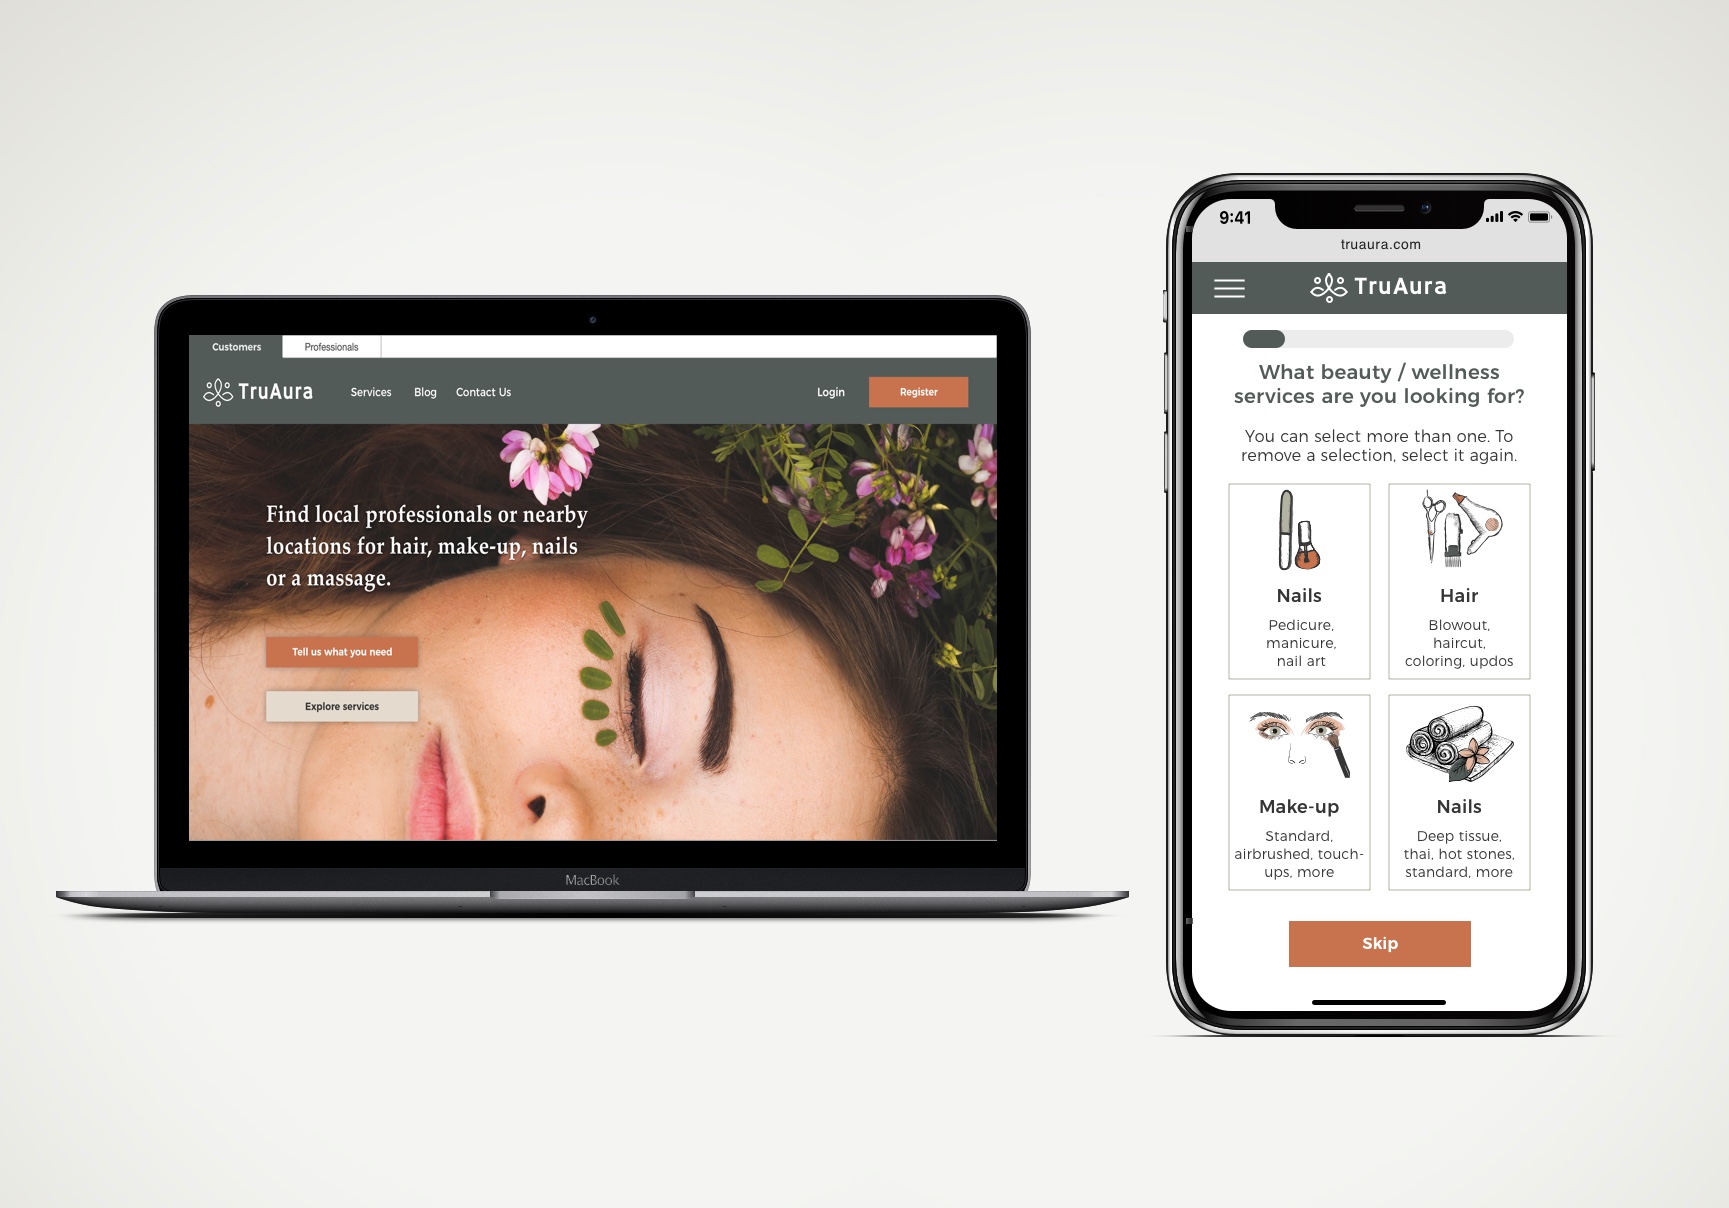 Customers
Professionals
TruAura
Services
Blog
Contact Us
Login
Register
Find local professionals or nearby
locations for hair, make-up, nails
or a massage.
Tell us what you need
Explore services
MacBook
9:41
truaura.com
TruAura
What beauty / wellness
services are you looking for?
You can select more than one. To
remove a selection, select it again.
Nails
Pedicure,
manicure,
nail art
Hair
Blowout,
haircut,
coloring, updos
Make-up
Standard,
airbrushed, touch-
ups, more
Nails
Deep tissue,
thai, hot stones,
standard, more
Skip